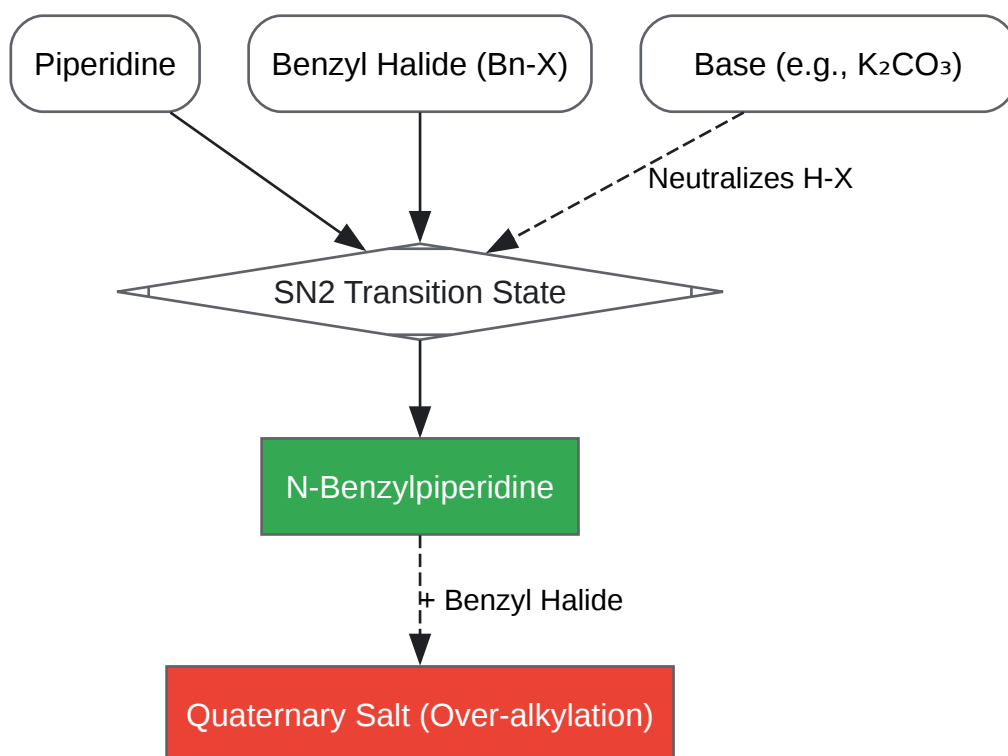 Piperidine
Benzyl Halide (Bn-X)
Base (e.g., K₂CO₃)
Neutralizes H-X
SN2 Transition State
N-Benzylpiperidine
+ Benzyl Halide
Quaternary Salt (Over-alkylation)